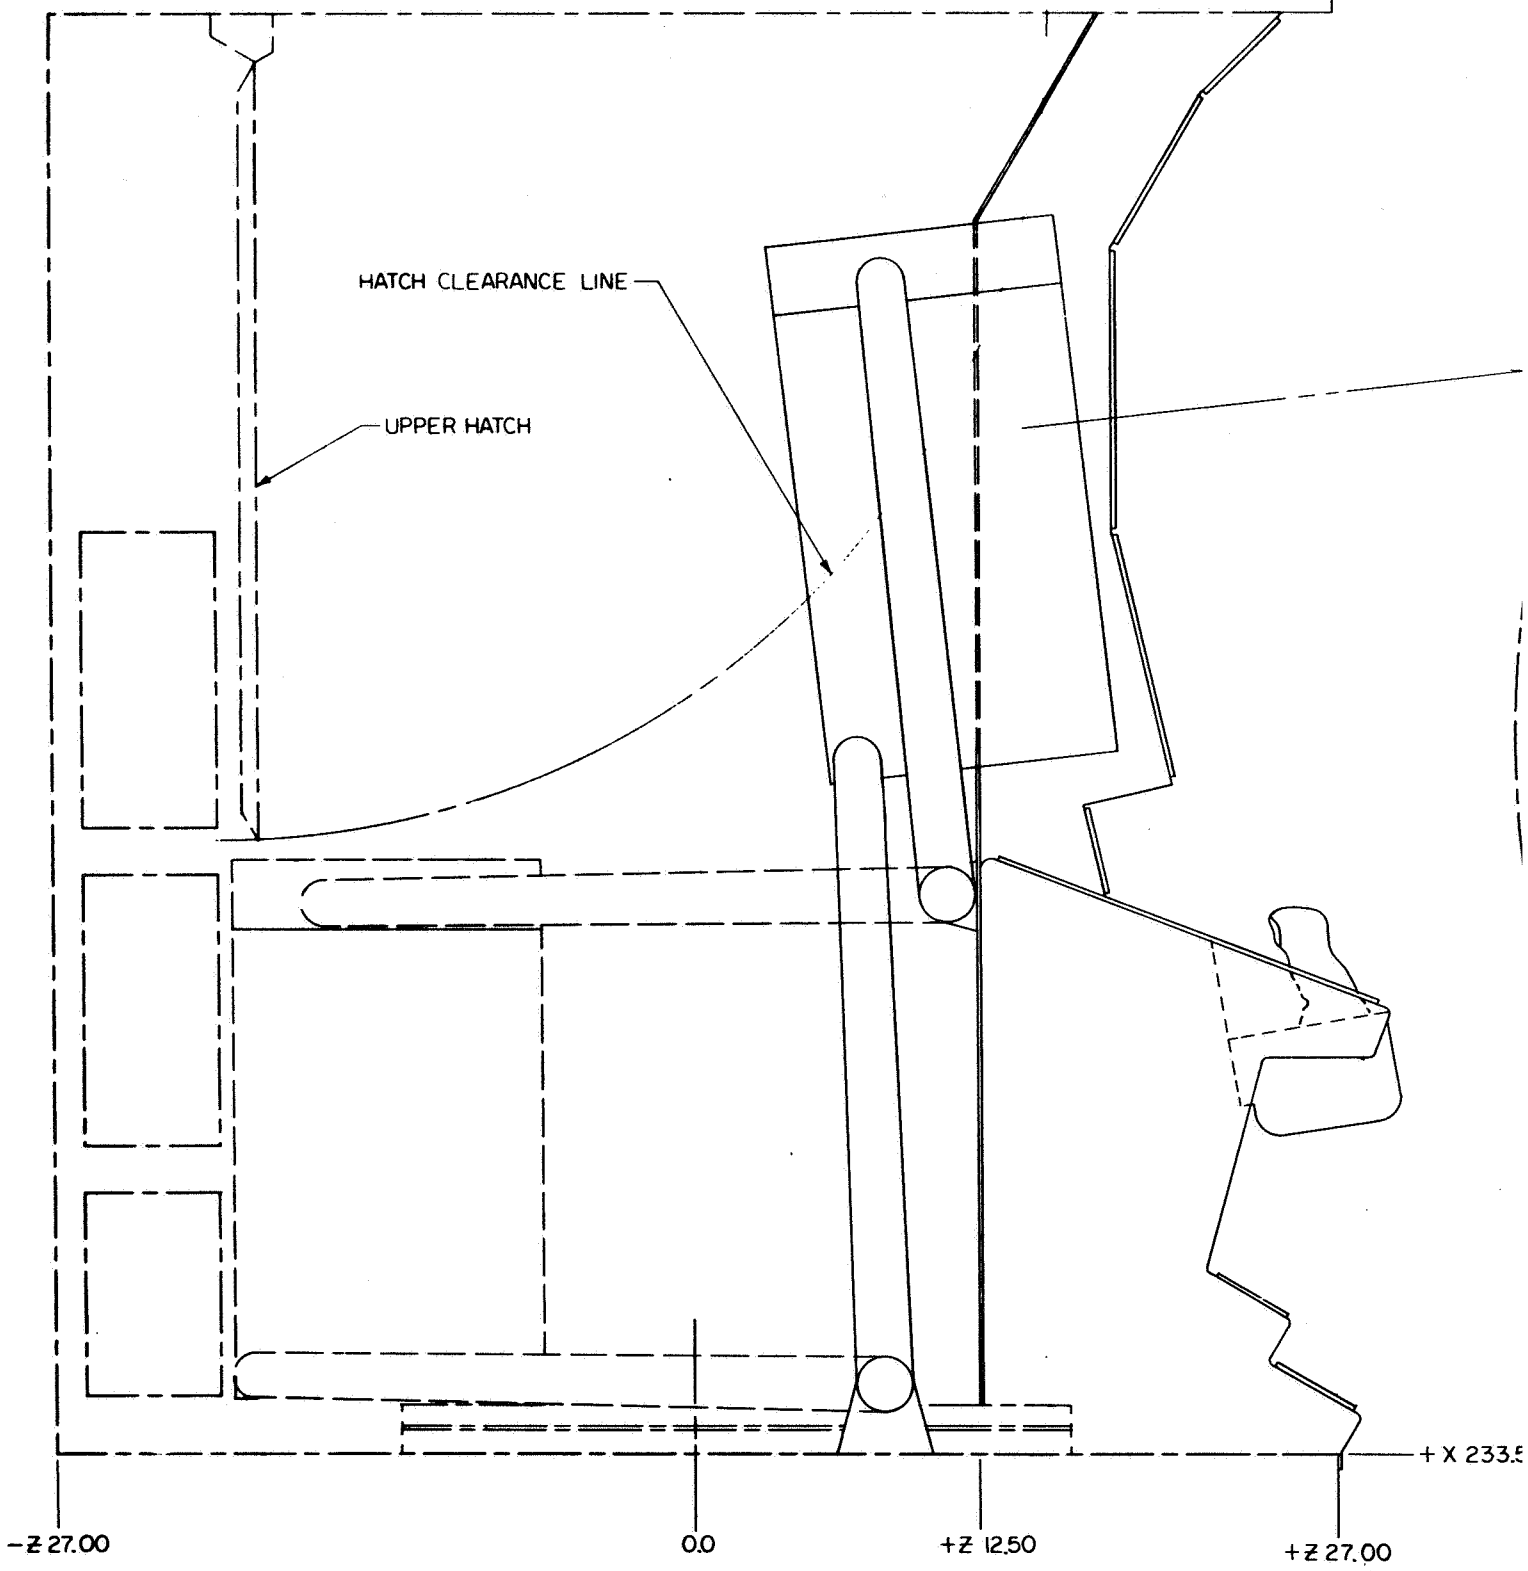 HATCH CLEARANCE LINE
UPPER HATCH
+ X 233.5
-Z 27.00
0.0
+Z 12.50
+Z 27.00